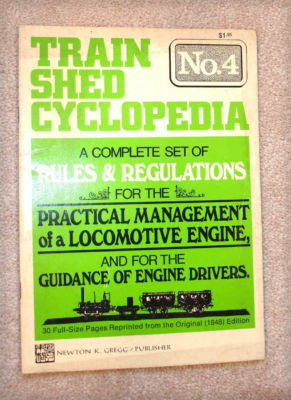 $1.95
TRAIN
SHED
CYCLOPEDIA
No.4
A COMPLETE SET OF
RULES & REGULATIONS
FOR THE
PRACTICAL MANAGEMENT
of a LOCOMOTIVE ENGINE,
AND FOR THE
GUIDANCE OF ENGINE DRIVERS.
30 Full-Size Pages Reprinted from the Original (1848) Edition
NEWTON K. GREGG / PUBLISHER